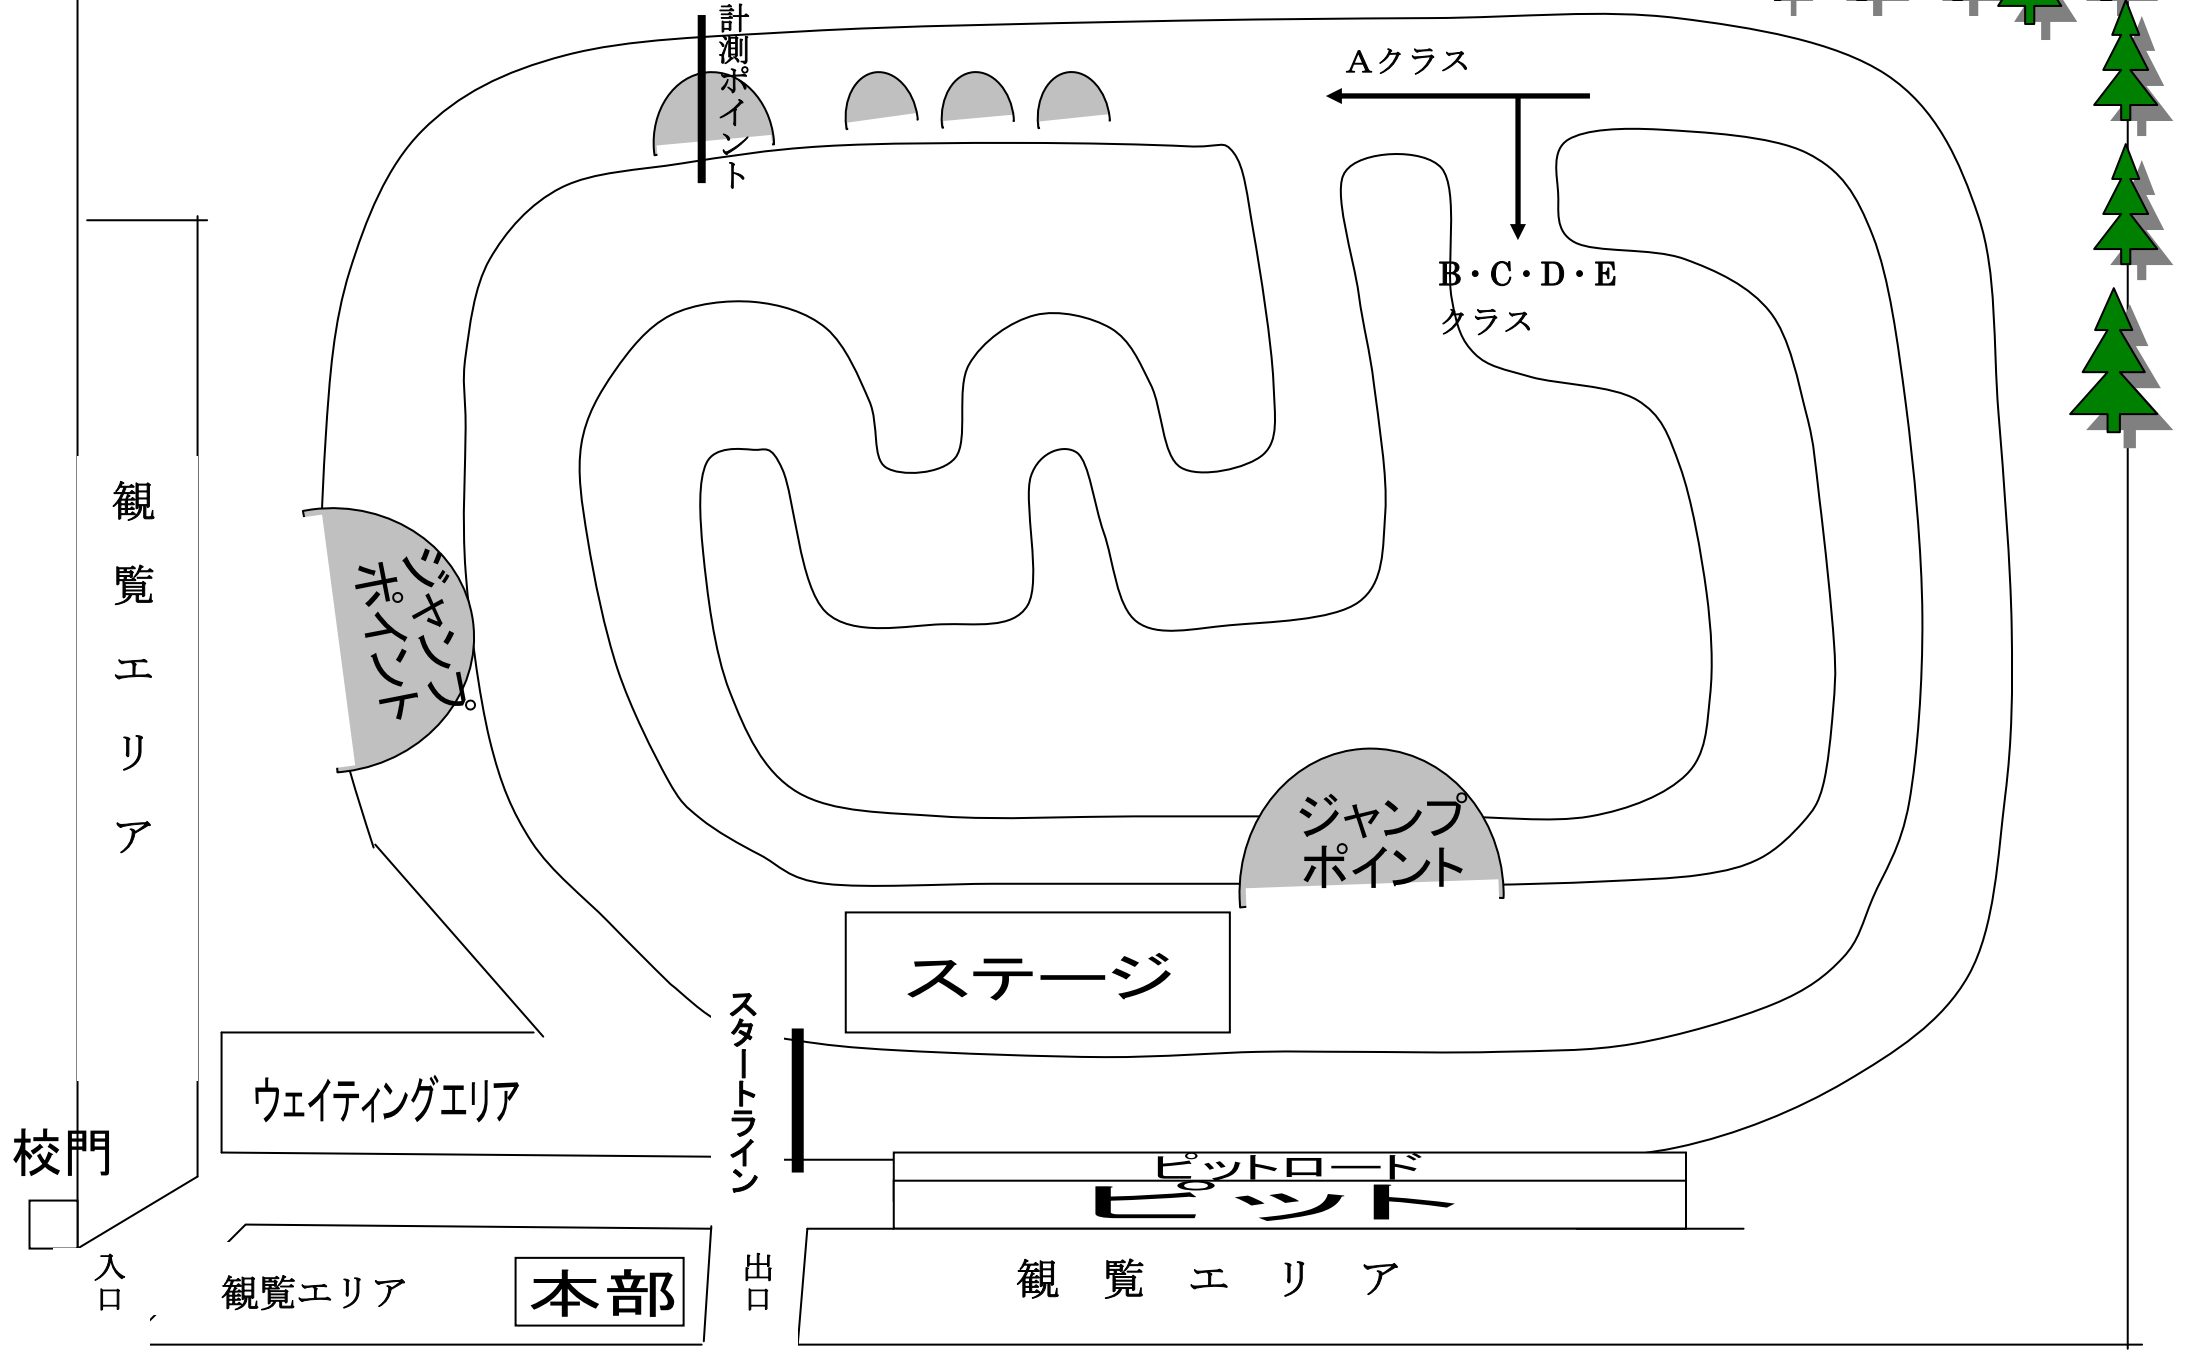 計測ポイント
Aクラス
B・C・D・E
クラス
観覧エリア
ジャンプ
ポイント
ジャンプ
ポイント
ステージ
スタートライン
ウェイティングエリア
校門
ピットロード
ピット
入口
観覧エリア
本部
出口
観覧エリア